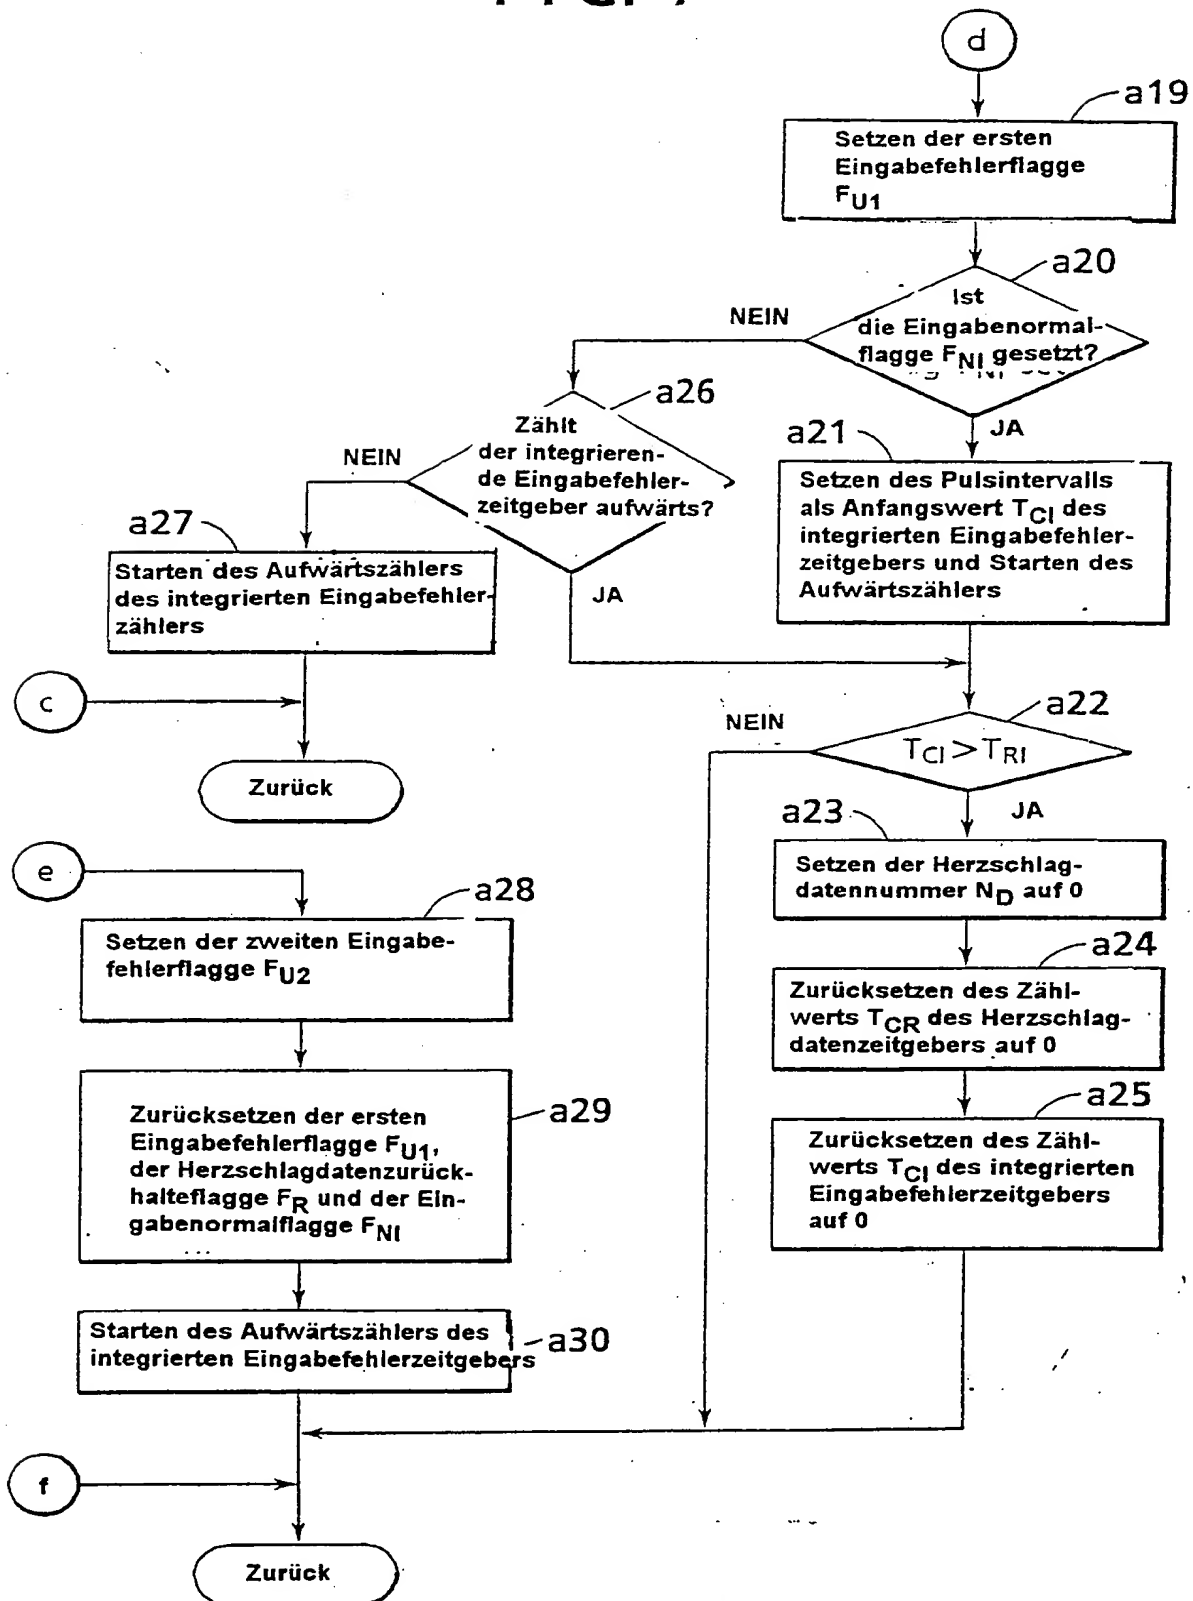 d
a19
Setzen der ersten
Eingabefehlerflagge
FU1
a20
Ist
die Eingabenormal-
flagge FNI gesetzt?
NEIN
JA
a26
Zählt
der integrieren-
de Eingabefehler-
zeitgeber aufwärts?
NEIN
JA
a21
Setzen des Pulsintervalls
als Anfangswert TCI des
integrierten Eingabefehler-
zeitgebers und Starten des
Aufwärtszählers
a27
Starten des Aufwärtszählers
des integrierten Eingabefehler-
zählers
c
Zurück
a22
NEIN
TCI > TRI
JA
a23
Setzen der Herzschlag-
datennummer ND auf 0
a24
Zurücksetzen des Zähl-
werts TCR des Herzschlag-
datenzeitgebers auf 0
a25
Zurücksetzen des Zähl-
werts TCI des integrierten
Eingabefehlerzeitgebers
auf 0
e
a28
Setzen der zweiten Eingabe-
fehlerflagge FU2
a29
Zurücksetzen der ersten
Eingabefehlerflagge FU1,
der Herzschlagdatenzurück-
halteflagge FR und der Ein-
gabenormalflagge FNI
a30
Starten des Aufwärtszählers des
integrierten Eingabefehlerzeitgebers
f
Zurück